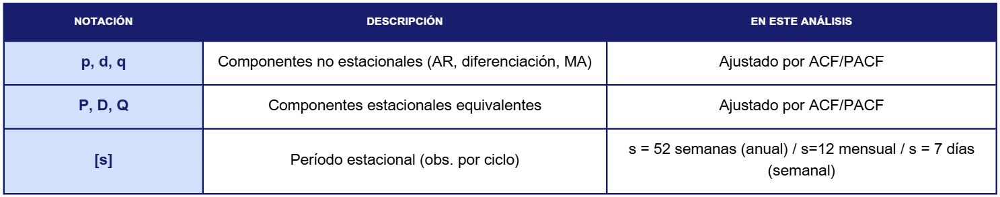 NOTACIÓN DESCRIPCIÓN EN ESTE ANÁLISIS
p, d, q Componentes no estacionales (AR, diferenciación, MA) Ajustado por ACF/PACF
P, D, Q Componentes estacionales equivalentes Ajustado por ACF/PACF
[s] Período estacional (obs. por ciclo) s = 52 semanas (anual) / s=12 mensual / s = 7 días
(semanal)